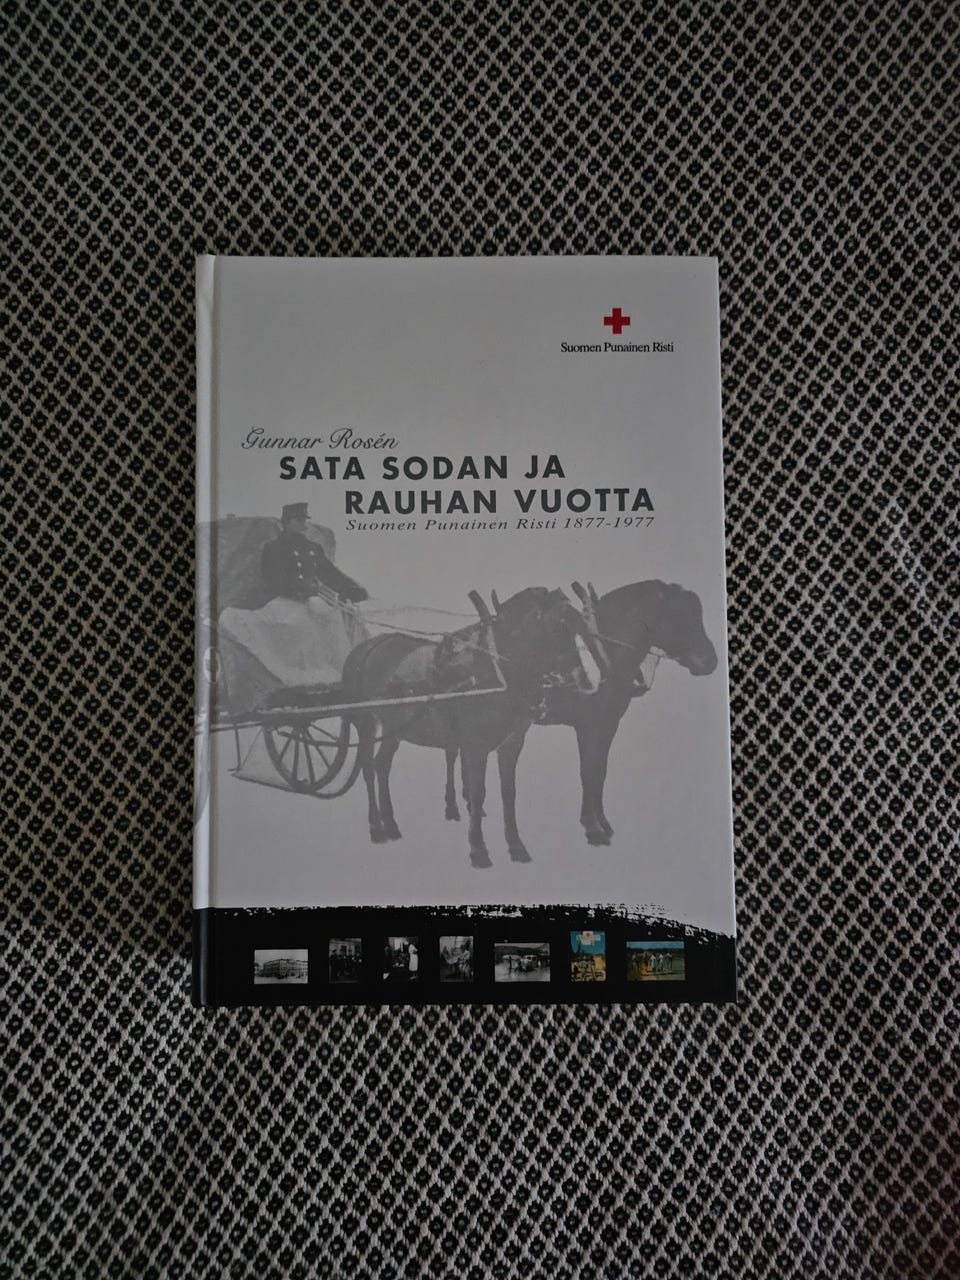 Suomen Punainen Risti
Gunnar Rosén
SATA SODAN JA
RAUHAN VUOTTA
Suomen Punainen Risti 1877-1977